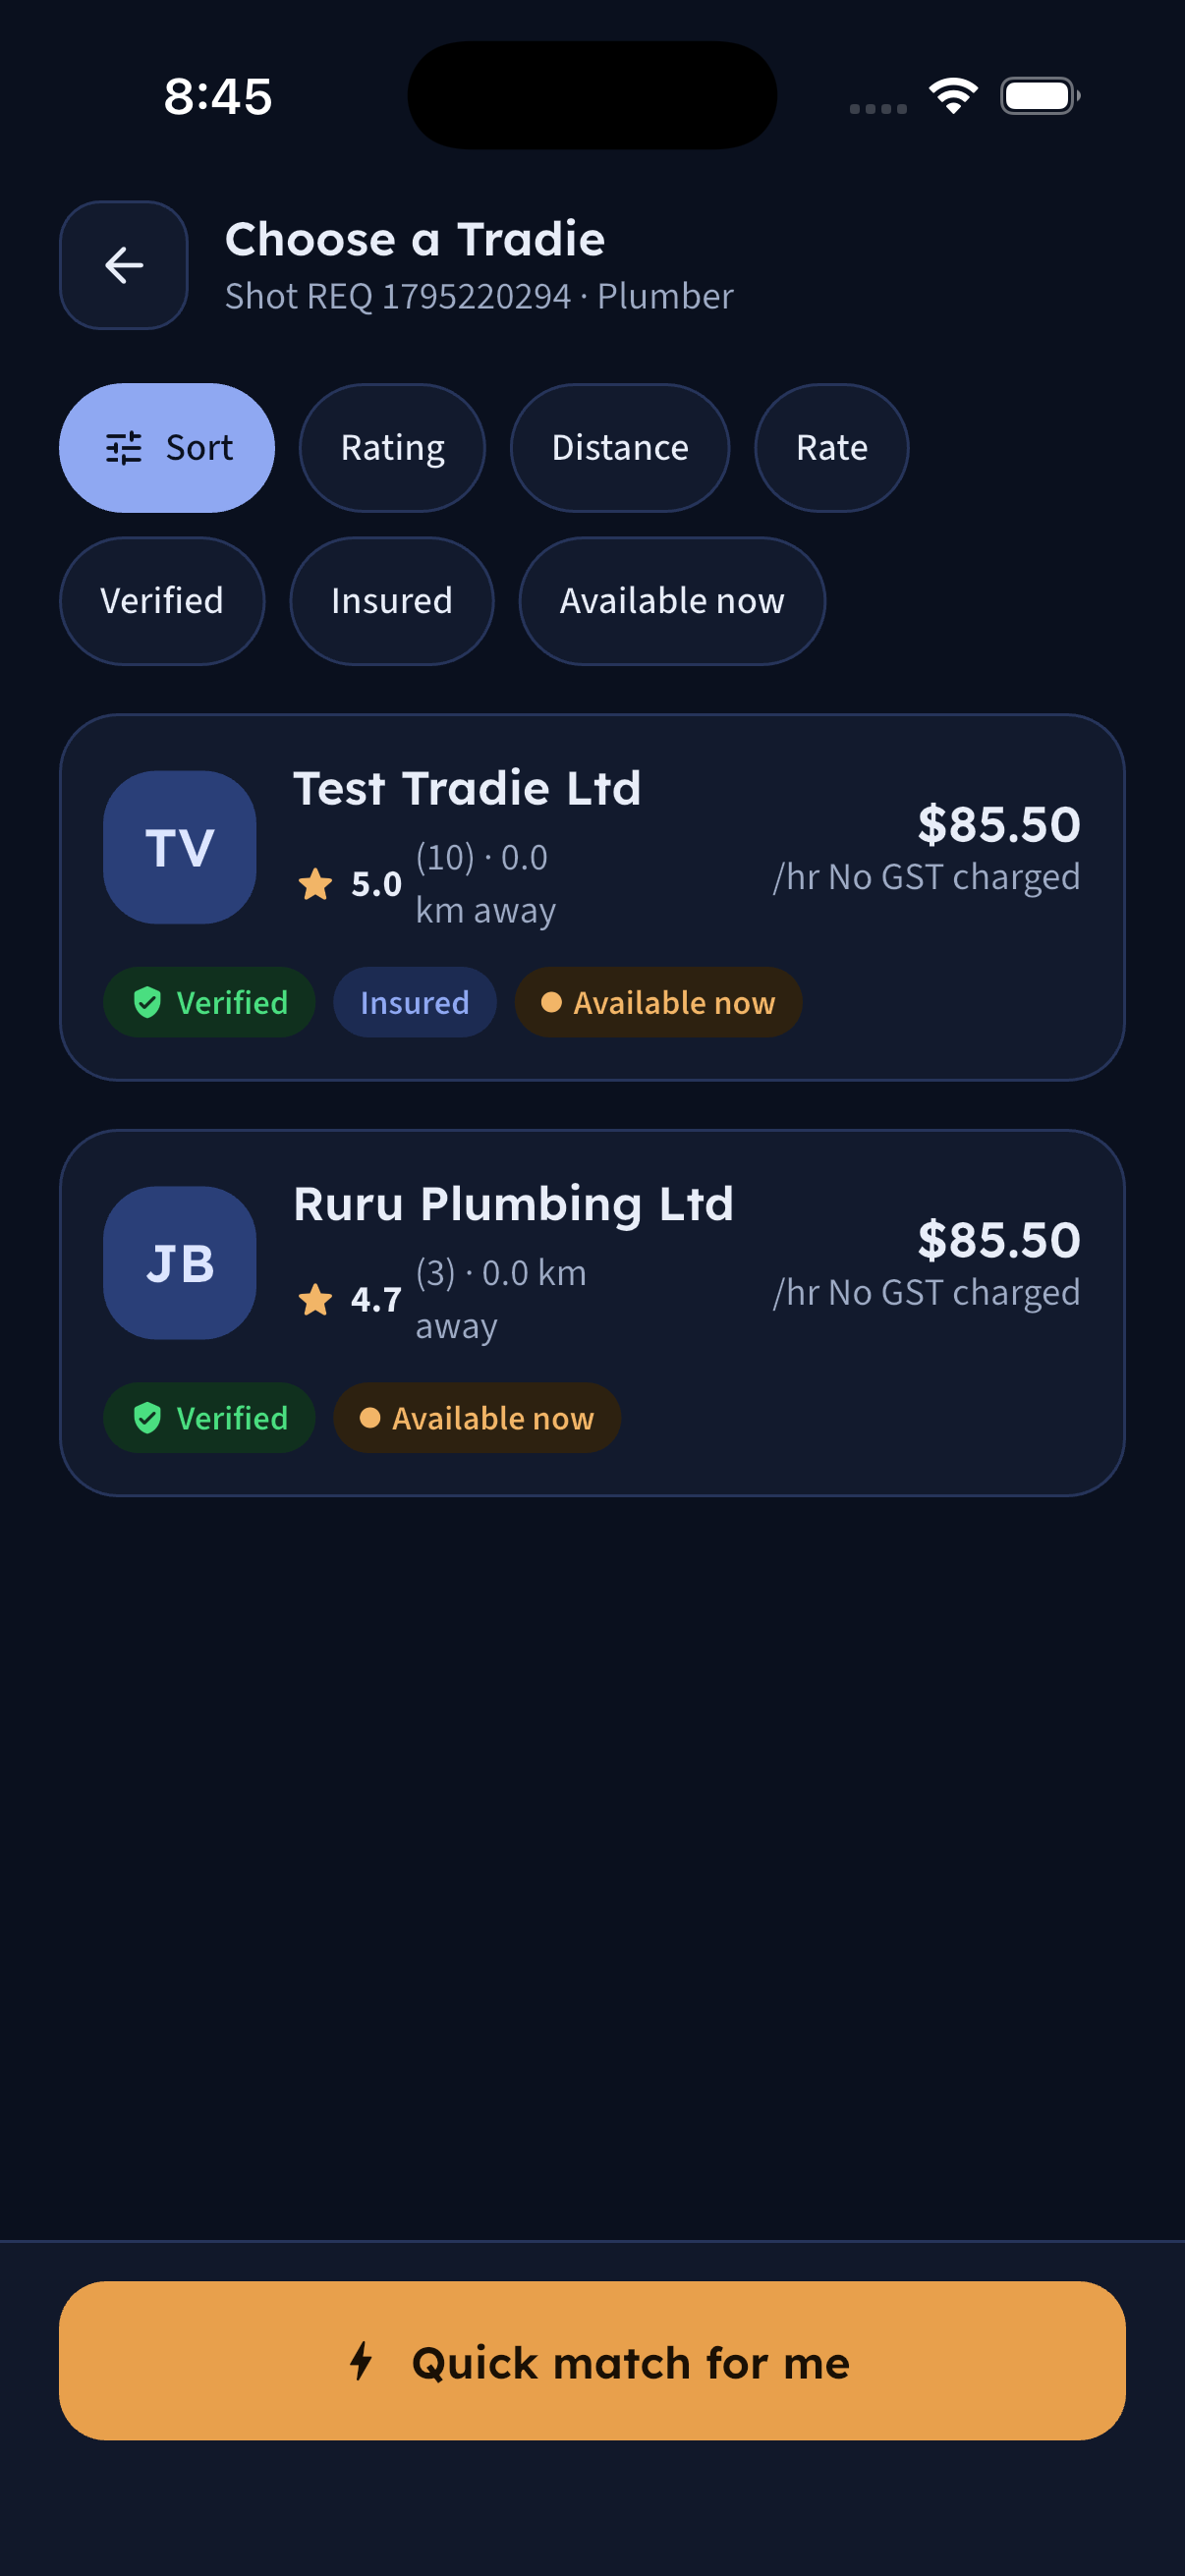 8:45
Choose a Tradie
Shot REQ 1795220294 · Plumber
Sort
Rating
Distance
Rate
Verified
Insured
Available now
TV
Test Tradie Ltd
5.0
(10) · 0.0
km away
$85.50
/hr No GST charged
Verified
Insured
Available now
JB
Ruru Plumbing Ltd
4.7
(3) · 0.0 km
away
$85.50
/hr No GST charged
Verified
Available now
Quick match for me